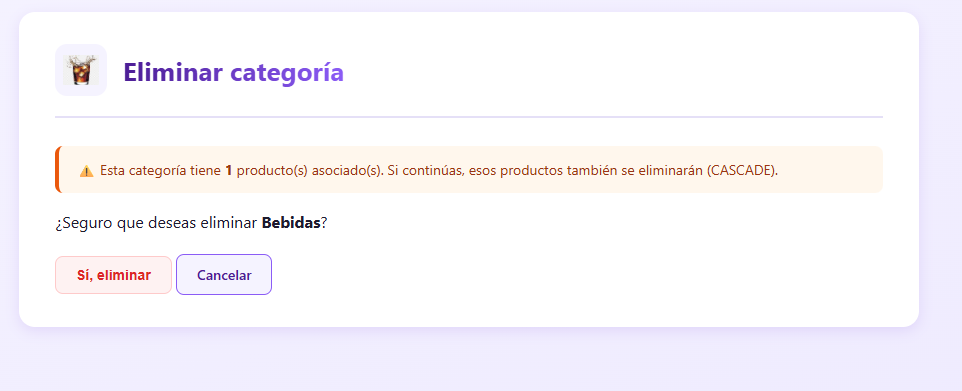 Eliminar categoría
⚠️ Esta categoría tiene 1 producto(s) asociado(s). Si continúas, esos productos también se eliminarán (CASCADE).
¿Seguro que deseas eliminar Bebidas?
Sí, eliminar Cancelar